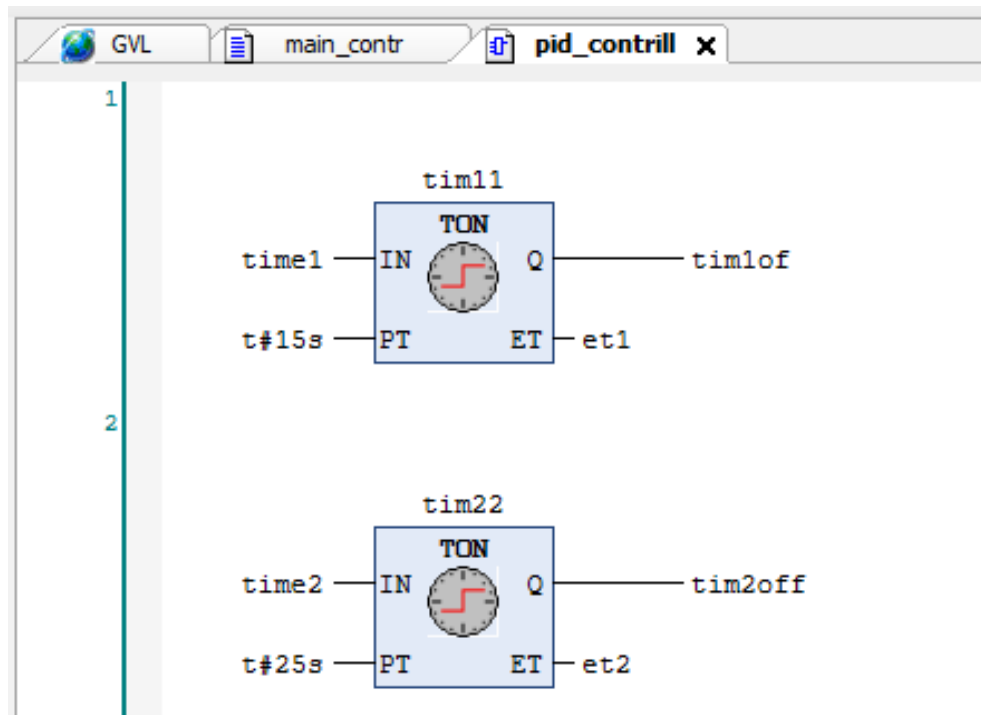 GVL main_contr pid_contrill
1
tim11
TON
time1 IN Q tim1of
t#15s PT ET et1
2
tim22
TON
time2 IN Q tim2off
t#25s PT ET et2